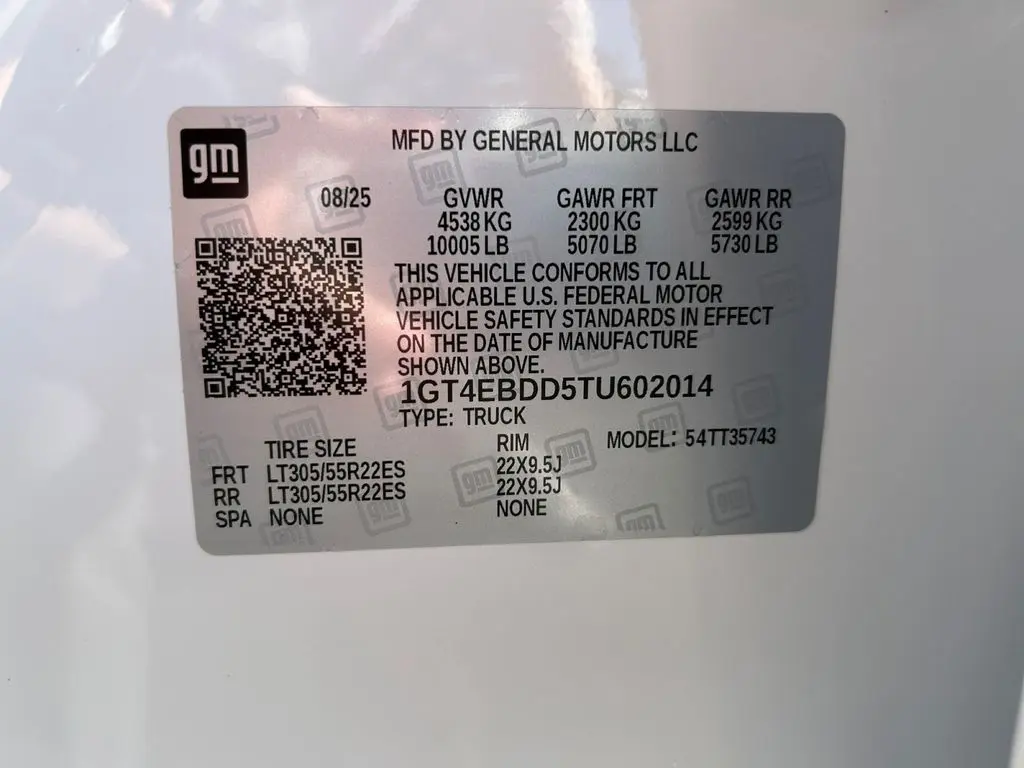 gm
MFD BY GENERAL MOTORS LLC
08/25 GVWR GAWR FRT GAWR RR
4538 KG 2300 KG 2599 KG
10005 LB 5070 LB 5730 LB
THIS VEHICLE CONFORMS TO ALL
APPLICABLE U.S. FEDERAL MOTOR
VEHICLE SAFETY STANDARDS IN EFFECT
ON THE DATE OF MANUFACTURE
SHOWN ABOVE.
1GT4EBDD5TU602014
TYPE: TRUCK
TIRE SIZE RIM MODEL: 54TT35743
FRT LT305/55R22ES 22X9.5J
RR LT305/55R22ES 22X9.5J
SPA NONE NONE